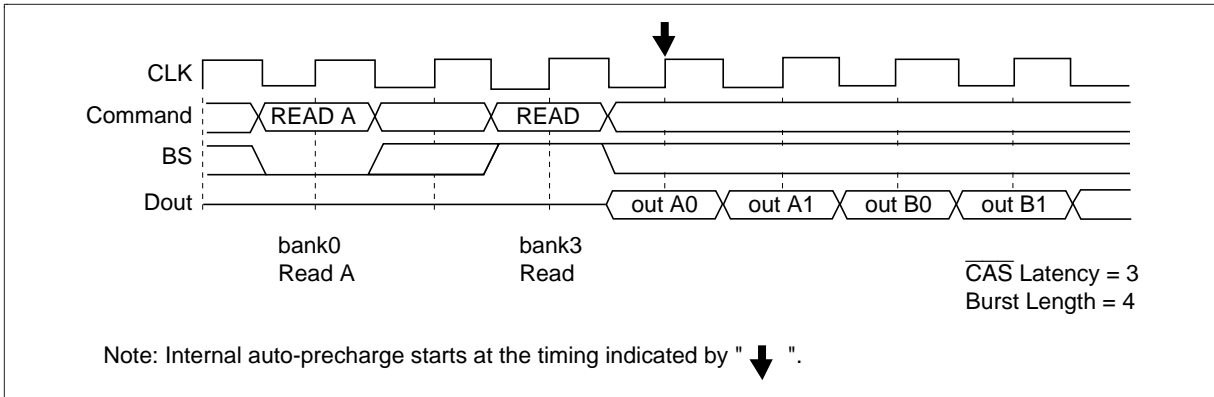 CLK
Command READ A READ
BS
Dout out A0 out A1 out B0 out B1
bank0 bank3
Read A Read
CAS Latency = 3
Burst Length = 4
Note: Internal auto-precharge starts at the timing indicated by " ".